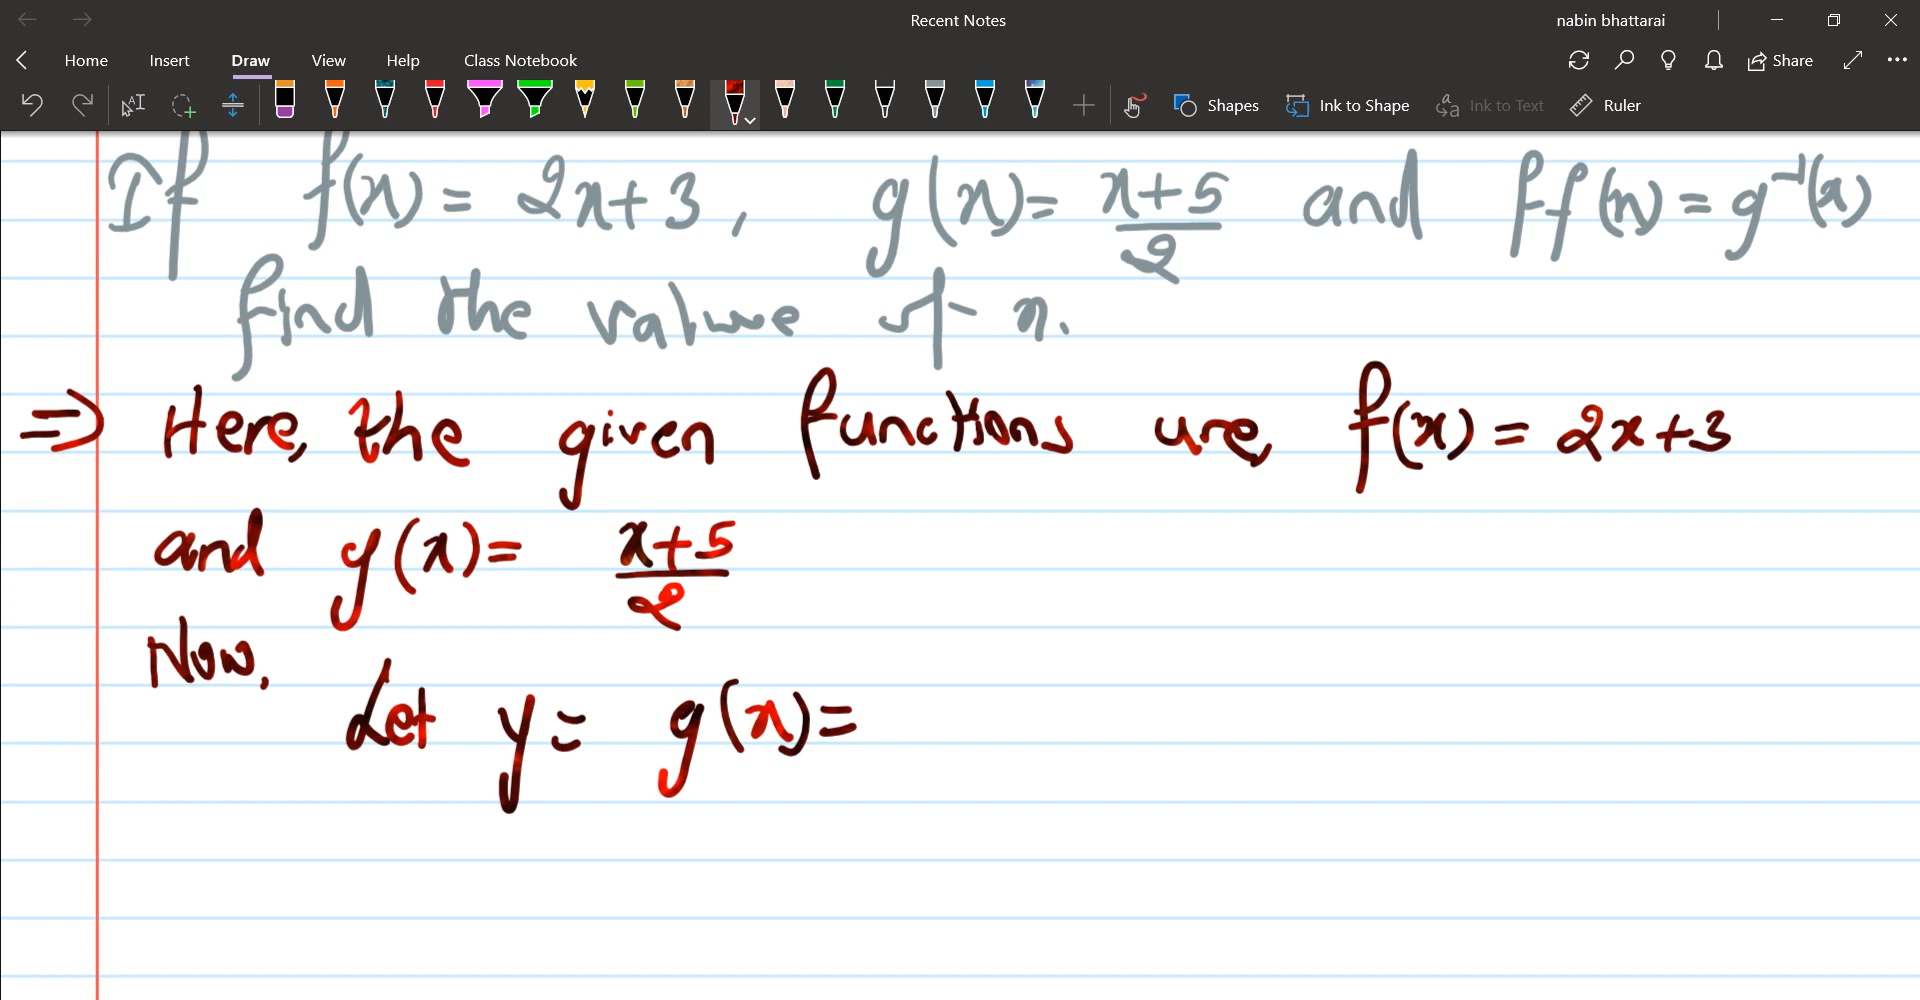 Recent Notes nabin bhattarai
Home Insert Draw View Help Class Notebook Share
Shapes Ink to Shape Ink to Text Ruler
If f(x) = 2x+3, g(x) = x+5/2 and ff(x) = g⁻¹(x)
find the value of x.
⇒ Here, the given functions are, f(x) = 2x+3
and g(x) = x+5/2
Now,
Let y = g(x) =